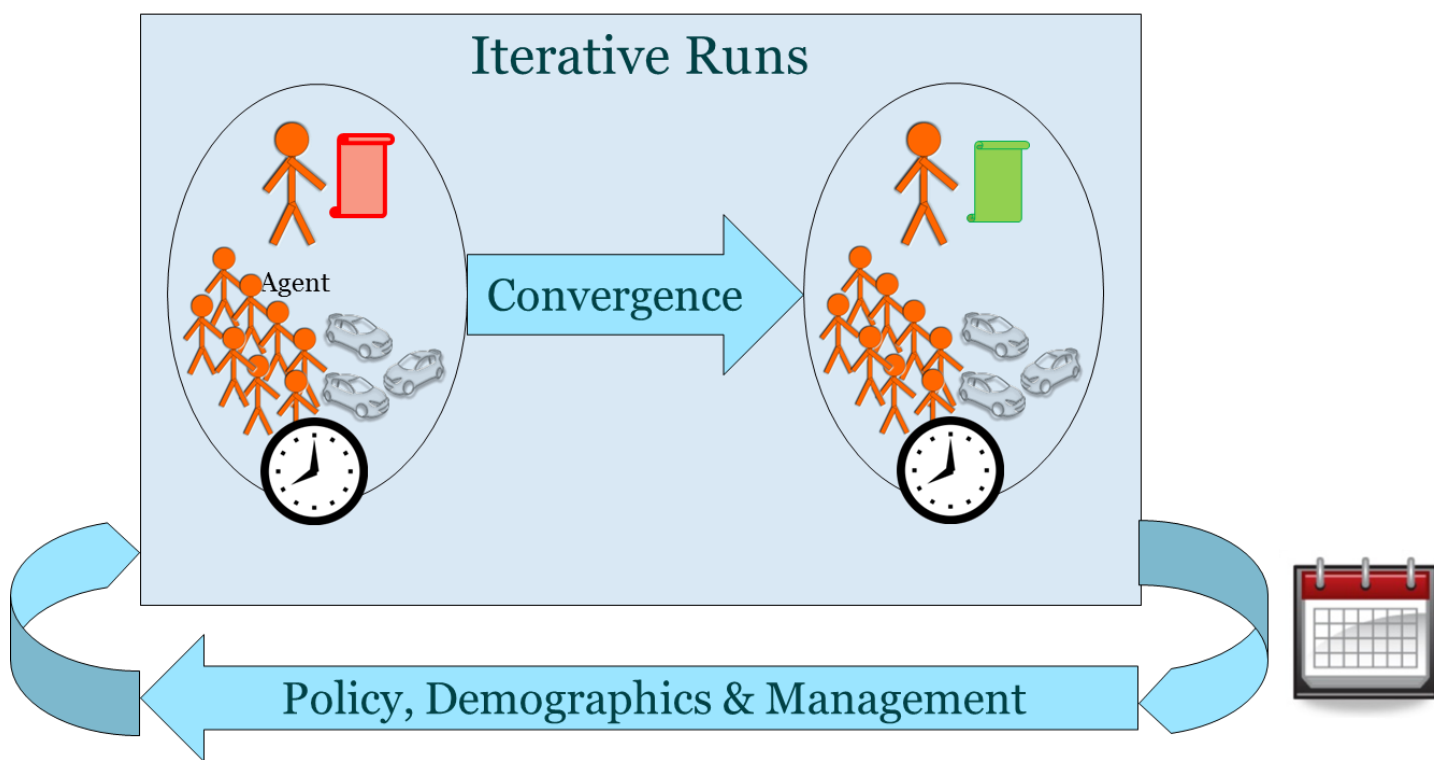 Iterative Runs
Agent
Convergence
Policy, Demographics & Management